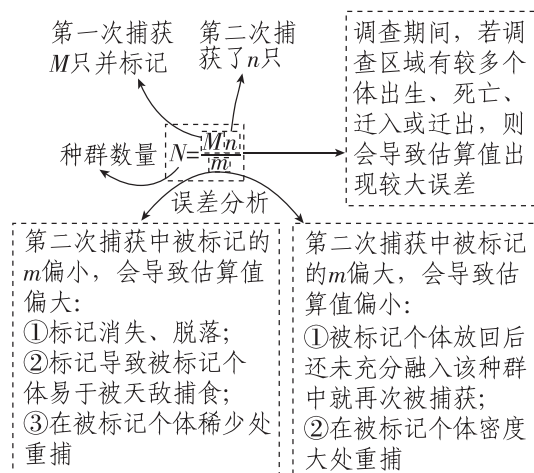 第一次捕获
M只并标记
第二次捕
获了n只
调查期间，若
调查区域有较多个
体出生、死亡、
迁入或迁出，则
会导致估算值出
现较大误差
种群数量 N=Mn/m
误差分析
第二次捕获中被标记的
m偏小，会导致估算值
偏大：
①标记消失、脱落；
②标记导致被标记个
体易于被天敌捕食；
③在被标记个体稀少处
重捕
第二次捕获中被标记
的m偏大，会导致估
算值偏小：
①被标记个体放回后
还未充分融入该种群
中就再次被捕获；
②在被标记个体密度
大处重捕